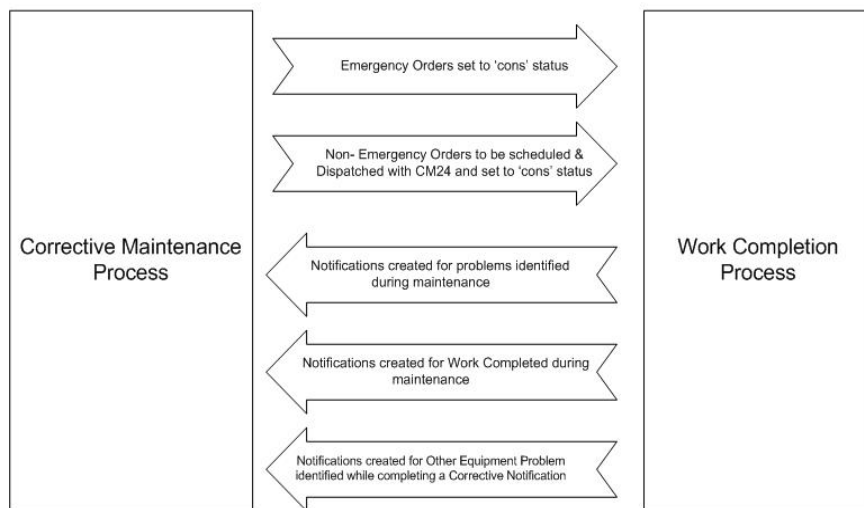 Emergency Orders set to ‘cons’ status
Non- Emergency Orders to be scheduled &
Dispatched with CM24 and set to ‘cons’ status
Corrective Maintenance
Process
Work Completion
Process
Notifications created for problems identified
during maintenance
Notifications created for Work Completed during
maintenance
Notifications created for Other Equipment Problem
identified while completing a Corrective Notification